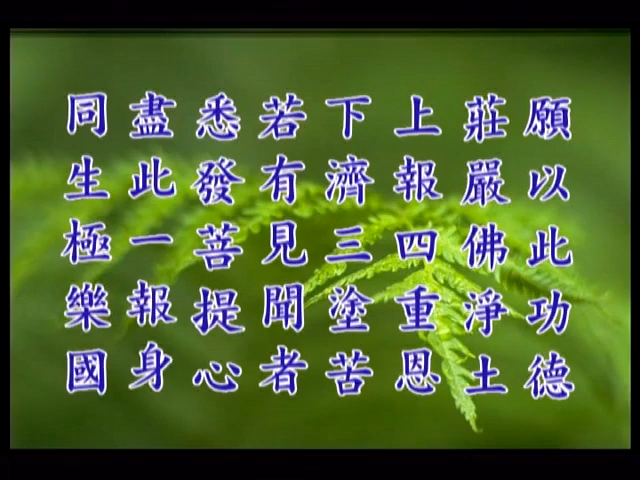 願以此功德
莊嚴佛淨土
上報四重恩
下濟三塗苦
若有見聞者
悉發菩提心
盡此一報身
同生極樂國